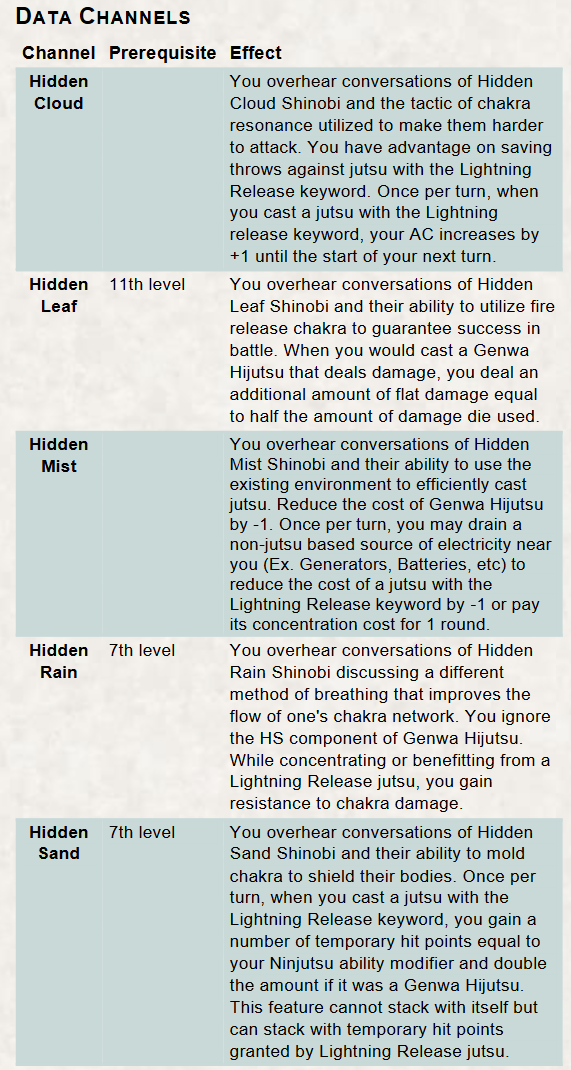 DATA CHANNELS
Channel Prerequisite Effect
Hidden Cloud
You overhear conversations of Hidden
Cloud Shinobi and the tactic of chakra
resonance utilized to make them harder
to attack. You have advantage on saving
throws against jutsu with the Lightning
Release keyword. Once per turn, when
you cast a jutsu with the Lightning
release keyword, your AC increases by
+1 until the start of your next turn.
Hidden Leaf
11th level
You overhear conversations of Hidden
Leaf Shinobi and their ability to utilize fire
release chakra to guarantee success in
battle. When you would cast a Genwa
Hijutsu that deals damage, you deal an
additional amount of flat damage equal
to half the amount of damage die used.
Hidden Mist
You overhear conversations of Hidden
Mist Shinobi and their ability to use the
existing environment to efficiently cast
jutsu. Reduce the cost of Genwa Hijutsu
by -1. Once per turn, you may drain a
non-jutsu based source of electricity near
you (Ex. Generators, Batteries, etc) to
reduce the cost of a jutsu with the
Lightning Release keyword by -1 or pay
its concentration cost for 1 round.
Hidden Rain
7th level
You overhear conversations of Hidden
Rain Shinobi discussing a different
method of breathing that improves the
flow of one's chakra network. You ignore
the HS component of Genwa Hijutsu.
While concentrating or benefitting from a
Lightning Release jutsu, you gain
resistance to chakra damage.
Hidden Sand
7th level
You overhear conversations of Hidden
Sand Shinobi and their ability to mold
chakra to shield their bodies. Once per
turn, when you cast a jutsu with the
Lightning Release keyword, you gain a
number of temporary hit points equal to
your Ninjutsu ability modifier and double
the amount if it was a Genwa Hijutsu.
This feature cannot stack with itself but
can stack with temporary hit points
granted by Lightning Release jutsu.